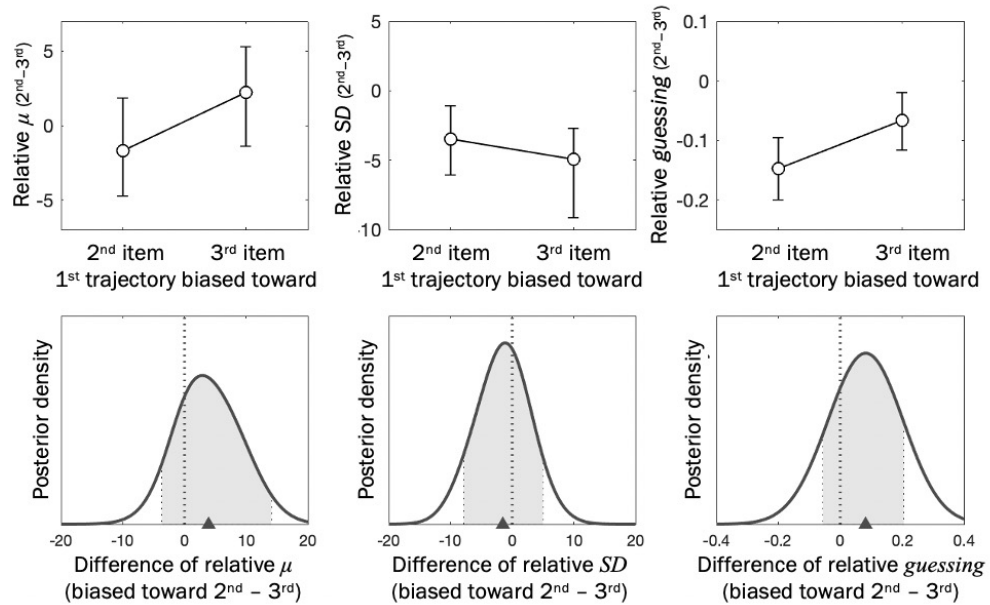 Relative μ (2nd–3rd)
5
0
-5
2nd item
3rd item
1st trajectory biased toward
Relative SD (2nd–3rd)
5
0
-5
-10
2nd item
3rd item
1st trajectory biased toward
Relative guessing (2nd–3rd)
0.1
0
-0.1
-0.2
2nd item
3rd item
1st trajectory biased toward
Posterior density
-20
-10
0
10
20
Difference of relative μ
(biased toward 2nd – 3rd)
Posterior density
-20
-10
0
10
20
Difference of relative SD
(biased toward 2nd – 3rd)
Posterior density
-0.4
-0.2
0
0.2
0.4
Difference of relative guessing
(biased toward 2nd – 3rd)